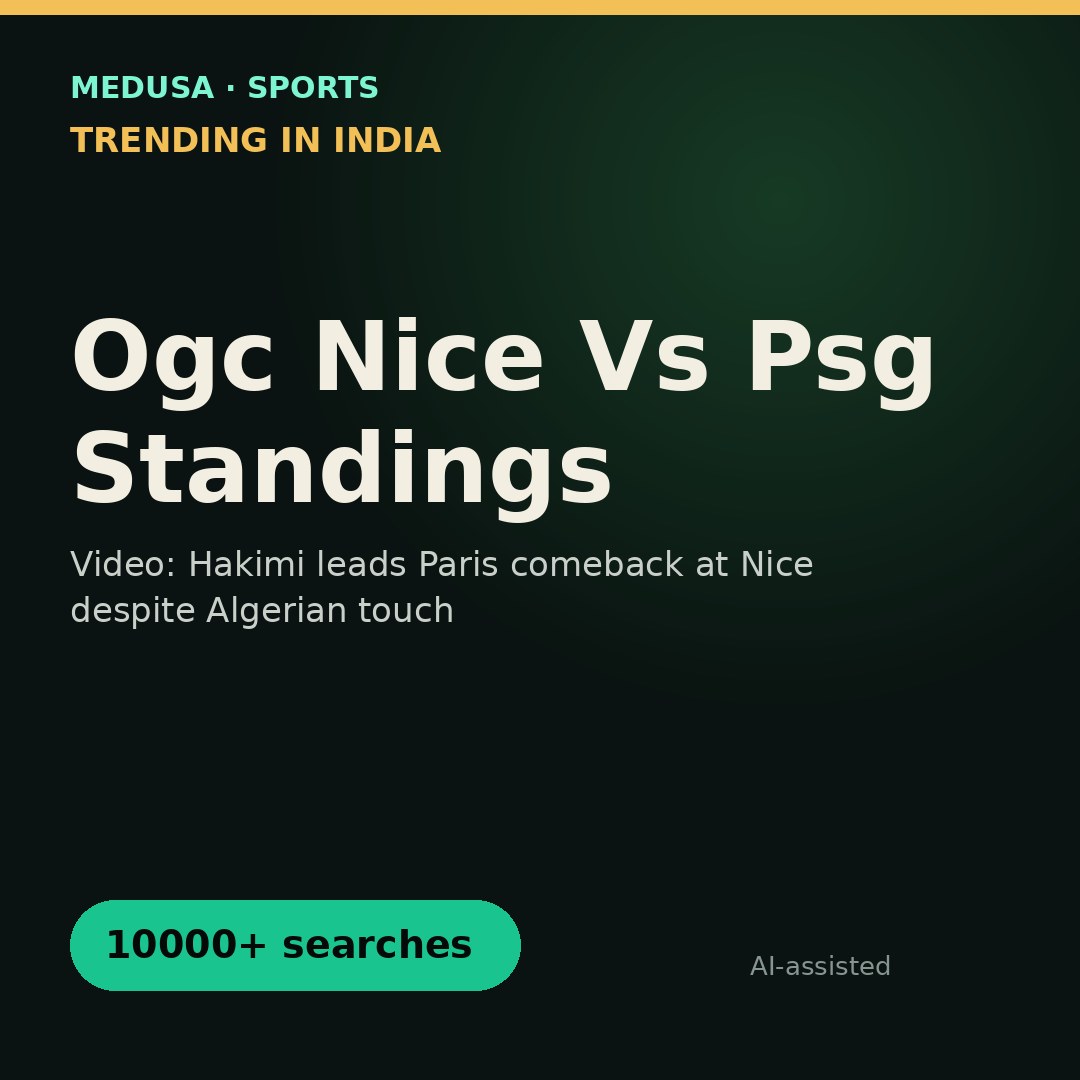 MEDUSA · SPORTS
TRENDING IN INDIA
Ogc Nice Vs Psg
Standings
Video: Hakimi leads Paris comeback at Nice
despite Algerian touch
10000+ searches
AI-assisted